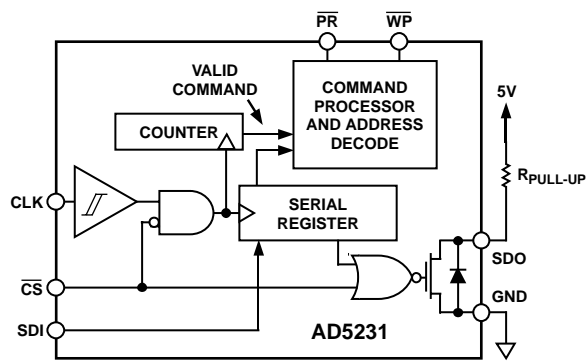 PR
WP
VALID
COMMAND
COMMAND
PROCESSOR
AND ADDRESS
DECODE
5V
COUNTER
RPULL-UP
CLK
SERIAL
REGISTER
SDO
CS
GND
SDI
AD5231